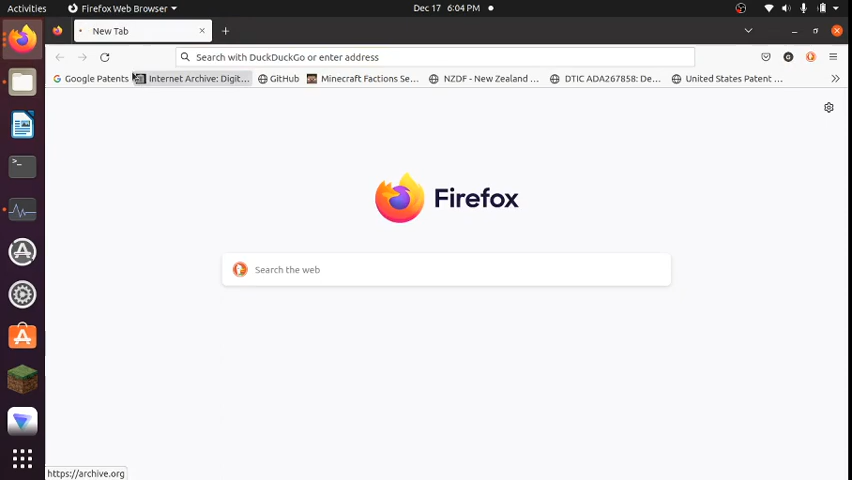 Activities Firefox Web Browser Dec 17 6:04 PM
New Tab
Search with DuckDuckGo or enter address
Google Patents Internet Archive: Digit... GitHub Minecraft Factions Se... NZDF - New Zealand ... DTIC ADA267858: De... United States Patent ...
Firefox
Search the web
https://archive.org